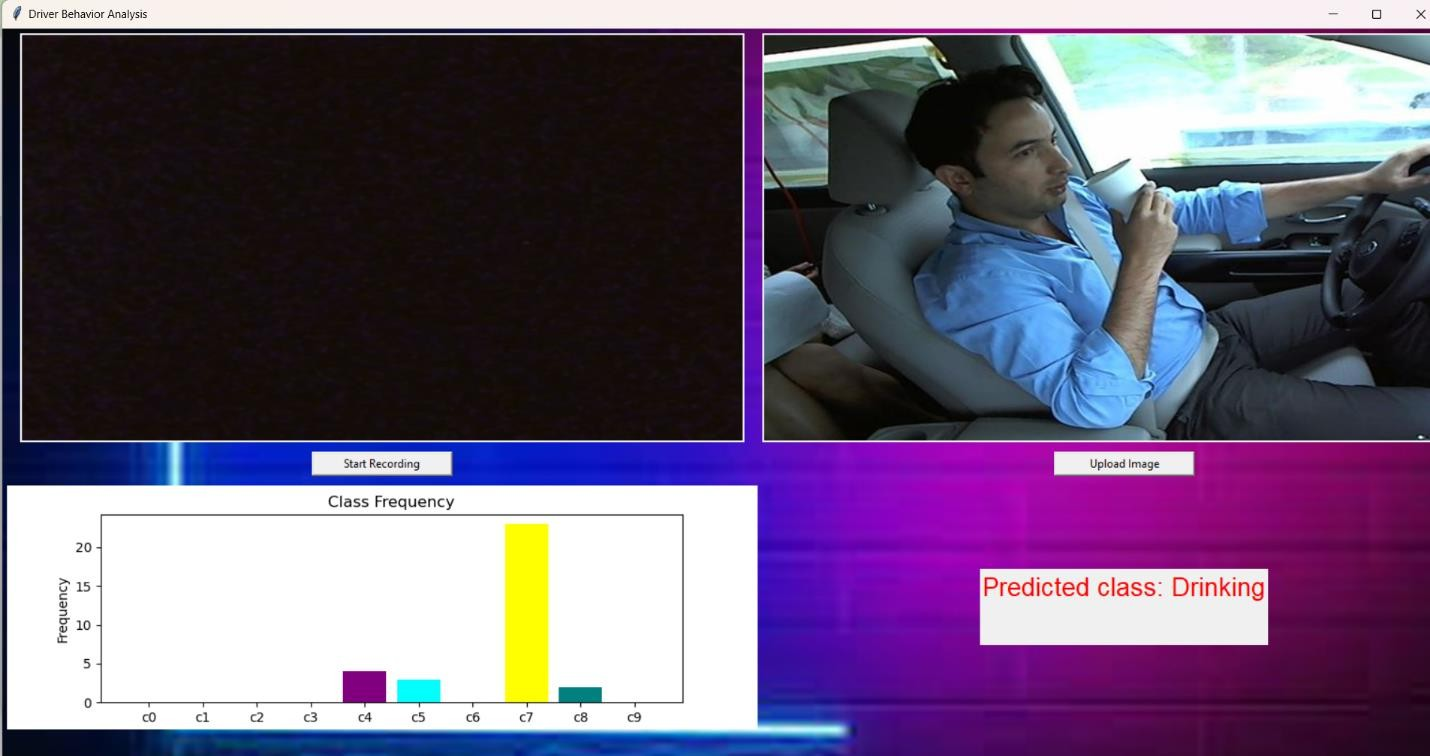 Driver Behavior Analysis
Start Recording
Upload Image
Class Frequency
Frequency
20
15
10
5
0
c0 c1 c2 c3 c4 c5 c6 c7 c8 c9
Predicted class: Drinking